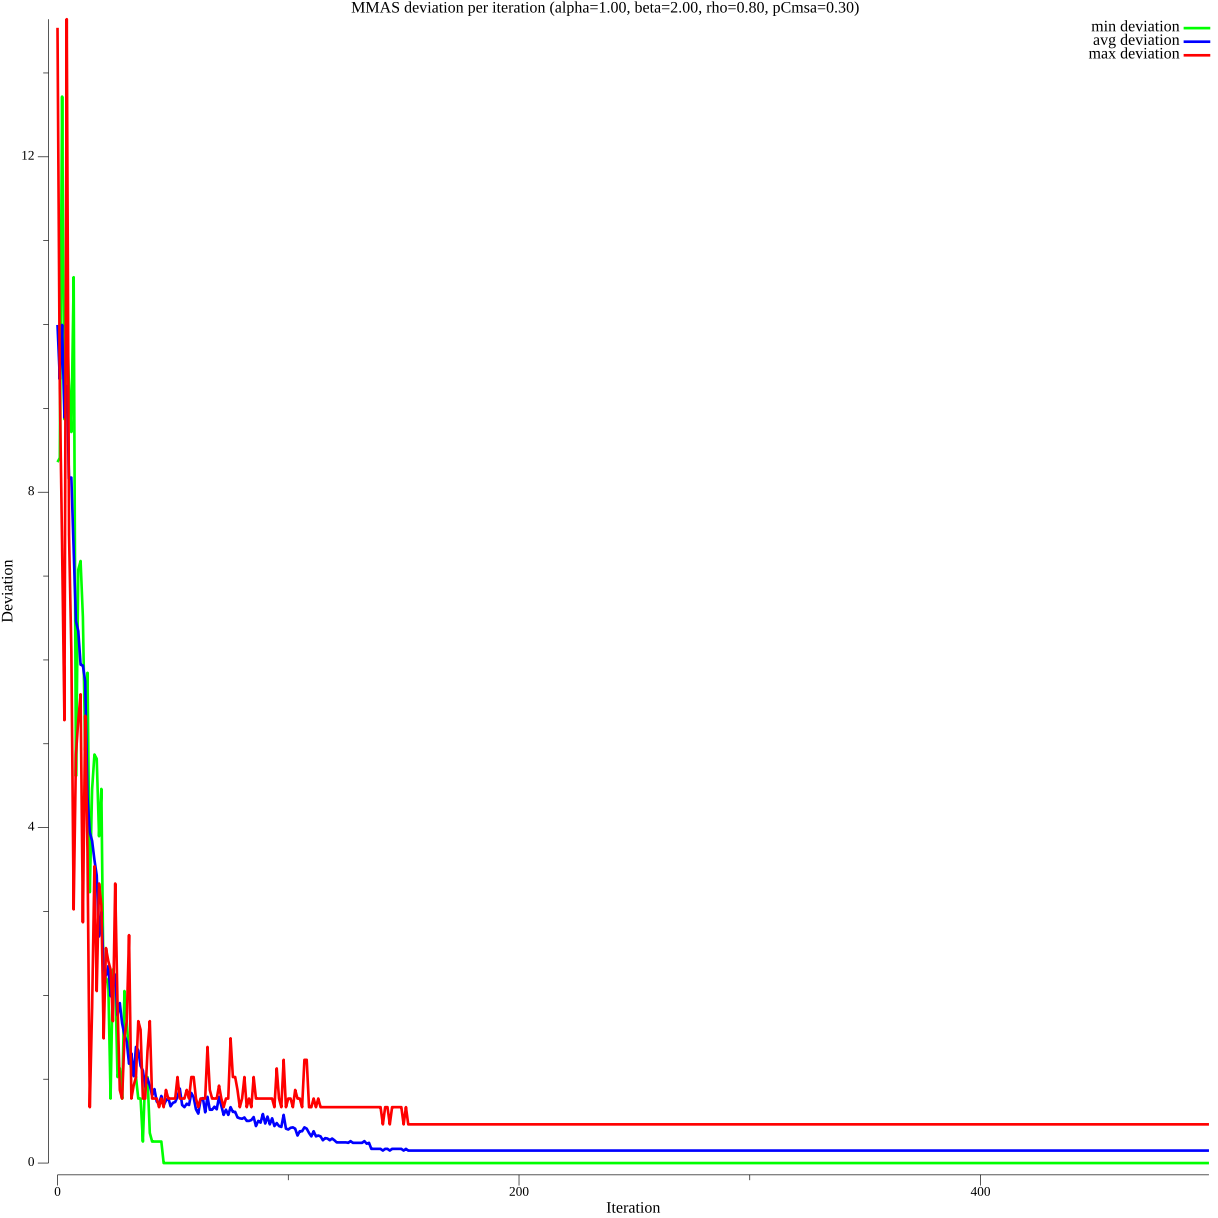 MMAS deviation per iteration (alpha=1.00, beta=2.00, rho=0.80, pCmsa=0.30)
min deviation
avg deviation
max deviation
12
8
4
0
Deviation
0 200 400
Iteration